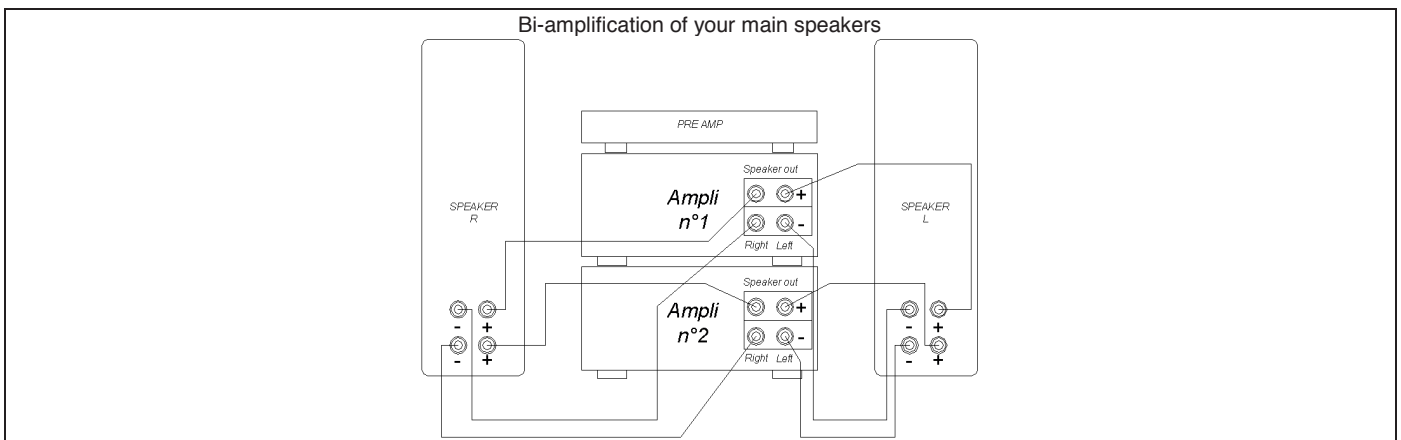 Bi-amplification of your main speakers
PRE AMP
Speaker out
Ampli
n°1
+
-
Right Left
SPEAKER
R
SPEAKER
L
Speaker out
Ampli
n°2
+
-
Right Left
- +
- +
- +
- +